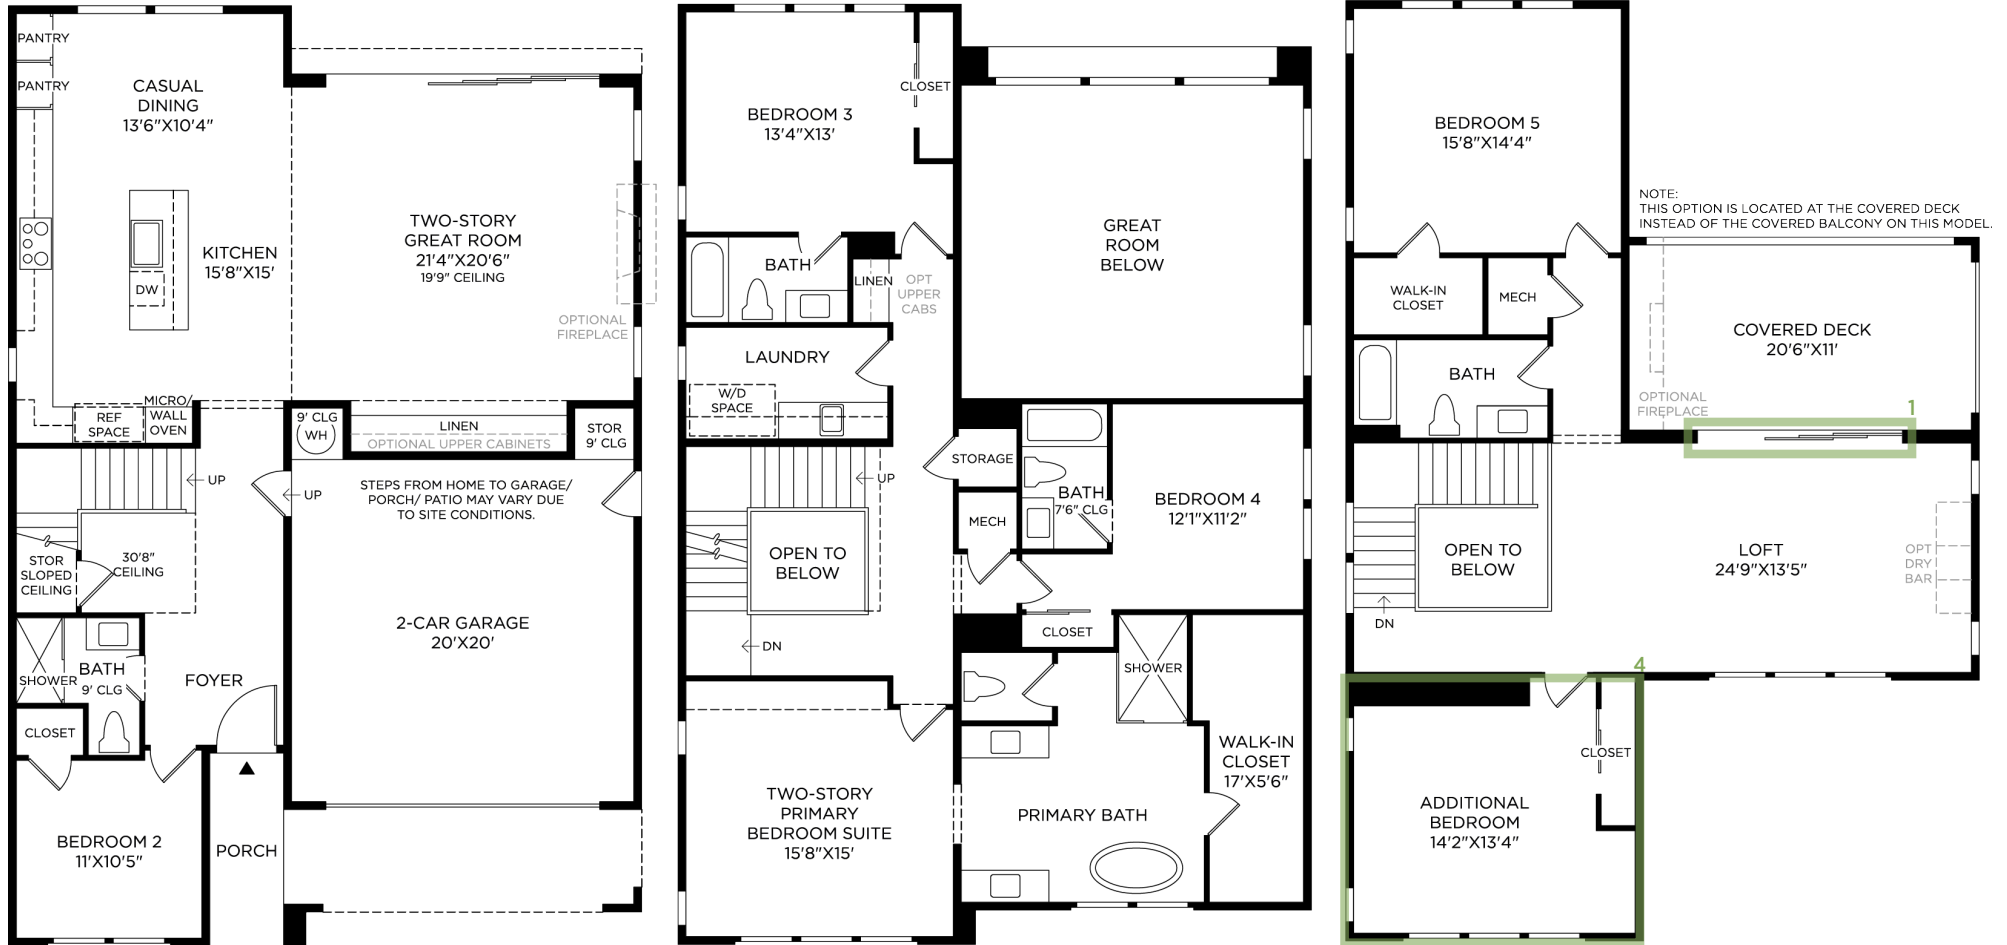 PANTRY
PANTRY
CASUAL
DINING
13'6"X10'4"
KITCHEN
15'8"X15'
DW
TWO-STORY
GREAT ROOM
21'4"X20'6"
19'9" CEILING
OPTIONAL
FIREPLACE
REF
SPACE
MICRO/
WALL
OVEN
9' CLG
WH
LINEN
OPTIONAL UPPER CABINETS
STOR
9' CLG
UP
UP
STEPS FROM HOME TO GARAGE/
PORCH/ PATIO MAY VARY DUE
TO SITE CONDITIONS.
STOR
SLOPED
CEILING
30'8"
CEILING
2-CAR GARAGE
20'X20'
SHOWER
BATH
9' CLG
FOYER
CLOSET
BEDROOM 2
11'X10'5"
PORCH
BEDROOM 3
13'4"X13'
CLOSET
GREAT
ROOM
BELOW
BATH
LINEN
OPT
UPPER
CABS
LAUNDRY
W/D
SPACE
UP
STORAGE
MECH
BATH
7'6" CLG
BEDROOM 4
12'1"X11'2"
OPEN TO
BELOW
DN
CLOSET
SHOWER
WALK-IN
CLOSET
17'X5'6"
TWO-STORY
PRIMARY
BEDROOM SUITE
15'8"X15'
PRIMARY BATH
BEDROOM 5
15'8"X14'4"
NOTE:
THIS OPTION IS LOCATED AT THE COVERED DECK
INSTEAD OF THE COVERED BALCONY ON THIS MODEL.
WALK-IN
CLOSET
MECH
COVERED DECK
20'6"X11'
OPTIONAL
FIREPLACE
BATH
1
OPEN TO
BELOW
DN
LOFT
24'9"X13'5"
OPT
DRY
BAR
4
CLOSET
ADDITIONAL
BEDROOM
14'2"X13'4"